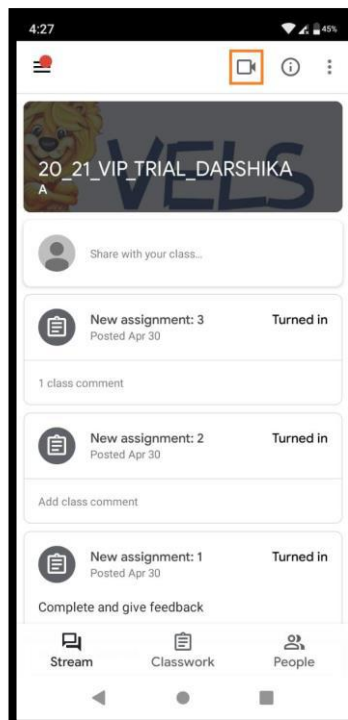 4:27
45%
VELS
20_21_VIP_TRIAL_DARSHIKA
A
Share with your class...
New assignment: 3 Turned in
Posted Apr 30
1 class comment
New assignment: 2 Turned in
Posted Apr 30
Add class comment
New assignment: 1 Turned in
Posted Apr 30
Complete and give feedback
Stream Classwork People